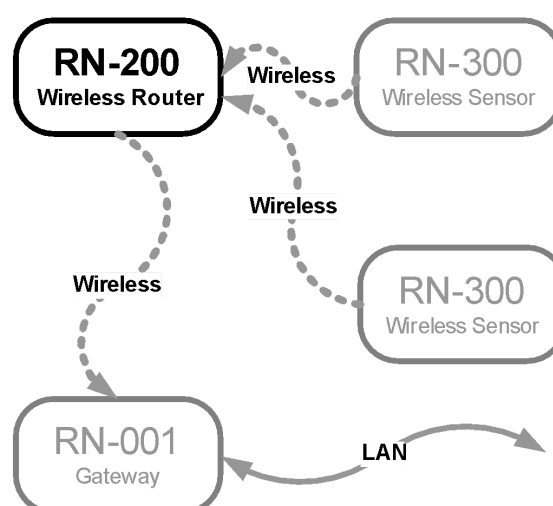 RN-200
Wireless Router
Wireless
RN-300
Wireless Sensor
Wireless
Wireless
RN-300
Wireless Sensor
RN-001
Gateway
LAN